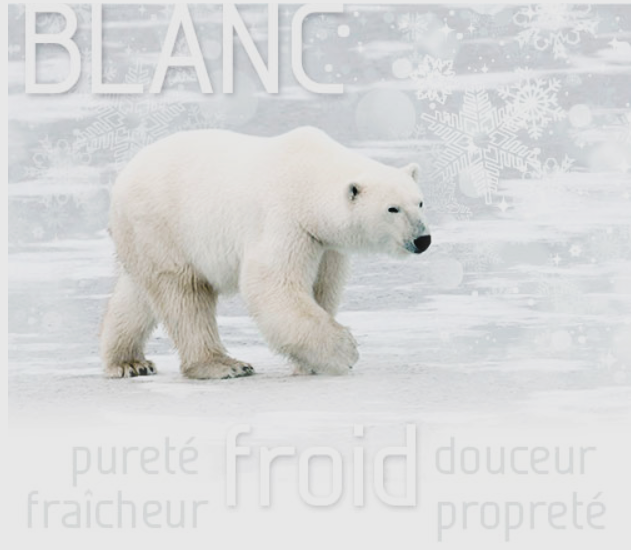 BLANC
pureté froid douceur
fraîcheur propreté